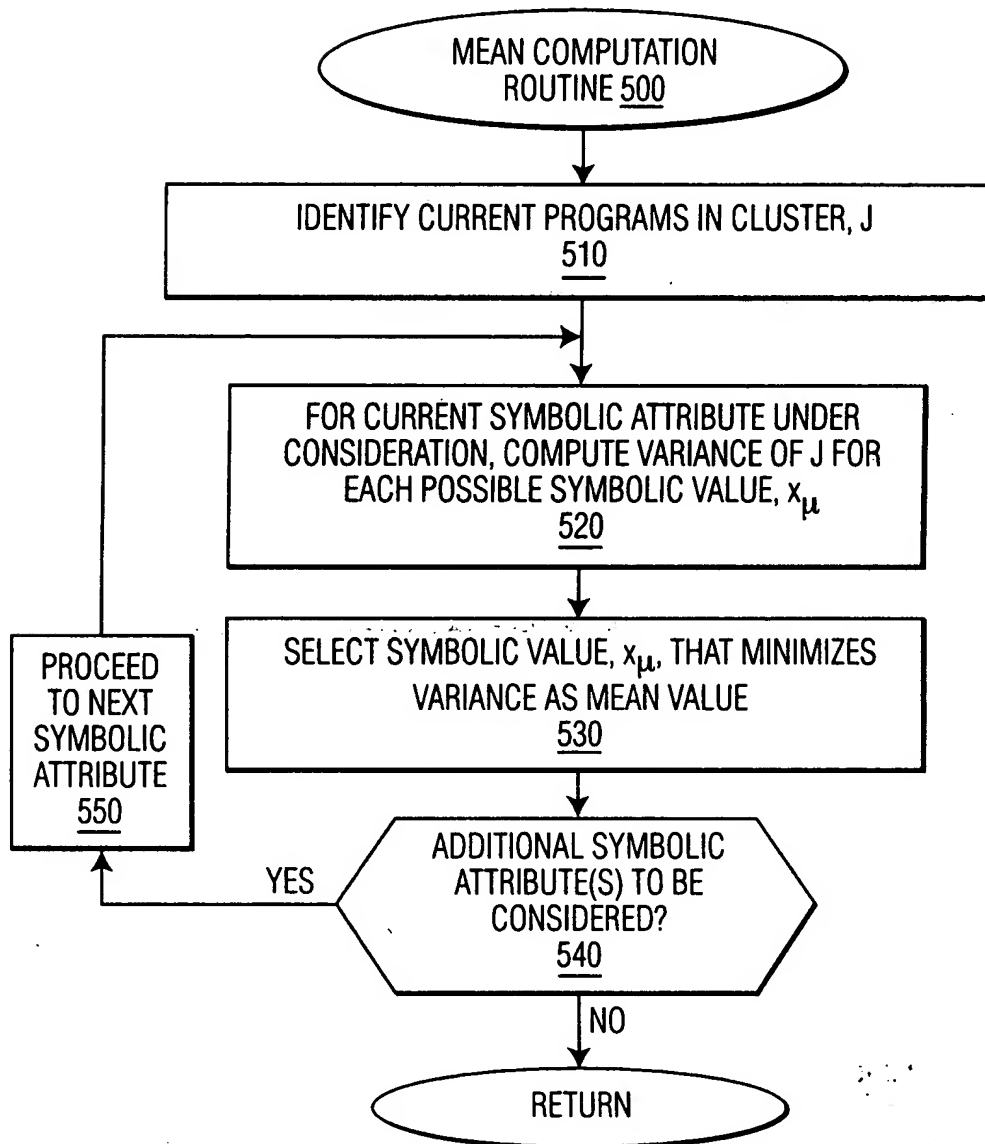 MEAN COMPUTATION
ROUTINE 500
IDENTIFY CURRENT PROGRAMS IN CLUSTER, J
510
FOR CURRENT SYMBOLIC ATTRIBUTE UNDER
CONSIDERATION, COMPUTE VARIANCE OF J FOR
EACH POSSIBLE SYMBOLIC VALUE, xμ
520
SELECT SYMBOLIC VALUE, xμ, THAT MINIMIZES
VARIANCE AS MEAN VALUE
530
PROCEED
TO NEXT
SYMBOLIC
ATTRIBUTE
550
ADDITIONAL SYMBOLIC
ATTRIBUTE(S) TO BE
CONSIDERED?
540
YES
NO
RETURN